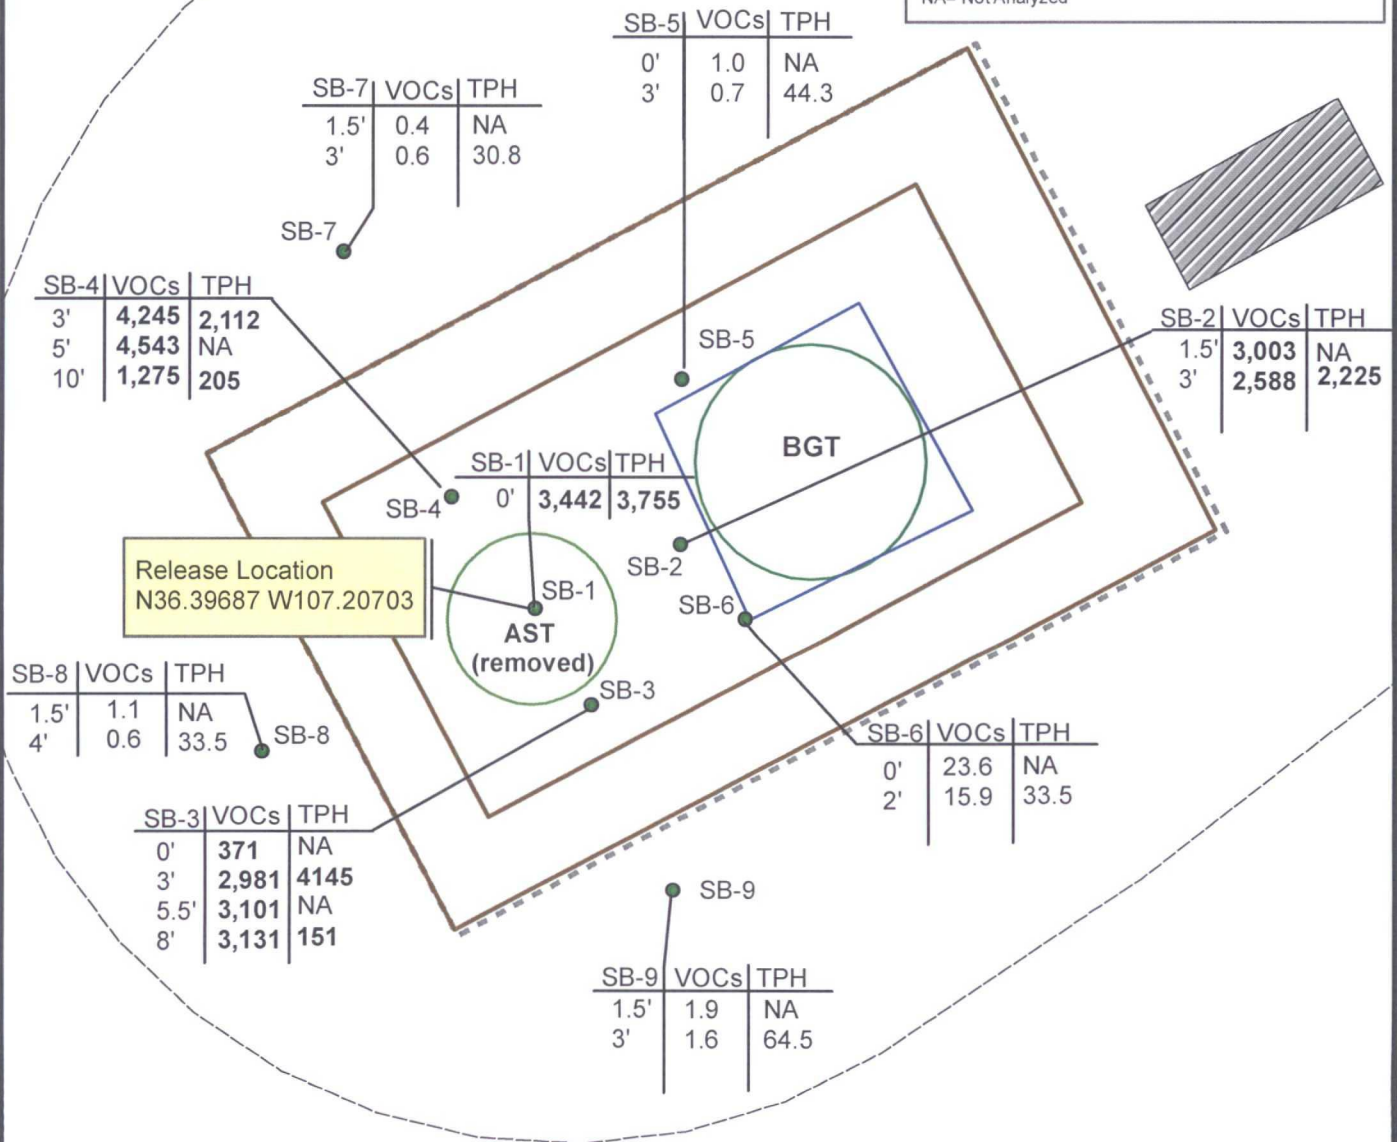 NA= Not Analyzed
SB-5 VOCs TPH
0' 1.0 NA
3' 0.7 44.3
SB-7 VOCs TPH
1.5' 0.4 NA
3' 0.6 30.8
SB-7
SB-4 VOCs TPH
3' 4,245 2,112
5' 4,543 NA
10' 1,275 205
SB-2 VOCs TPH
1.5' 3,003 NA
3' 2,588 2,225
SB-5
BGT
SB-1 VOCs TPH
0' 3,442 3,755
SB-4
SB-2
Release Location
N36.39687 W107.20703
SB-1
SB-6
AST
(removed)
SB-3
SB-8 VOCs TPH
1.5' 1.1 NA
4' 0.6 33.5
SB-8
SB-6 VOCs TPH
0' 23.6 NA
2' 15.9 33.5
SB-3 VOCs TPH
0' 371 NA
3' 2,981 4145
5.5' 3,101 NA
8' 3,131 151
SB-9
SB-9 VOCs TPH
1.5' 1.9 NA
3' 1.6 64.5